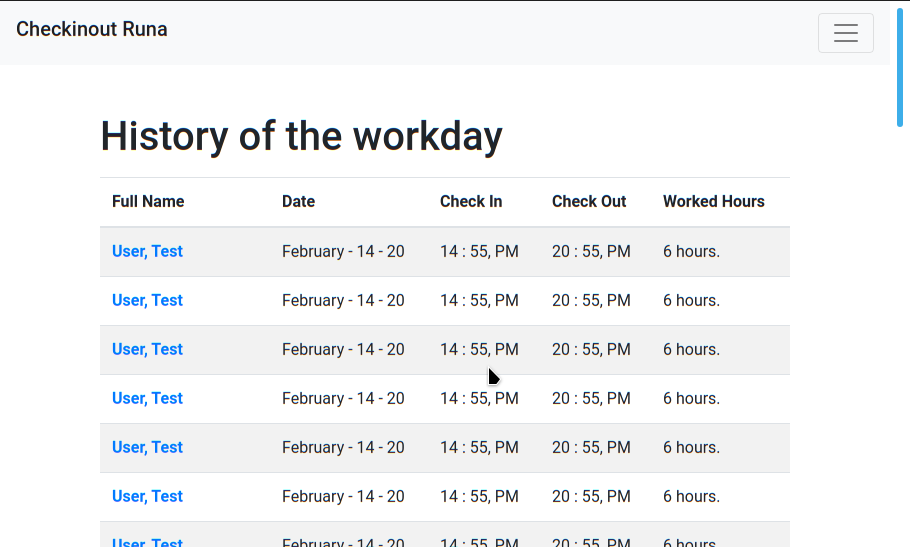 Checkinout Runa
History of the workday
Full Name Date Check In Check Out Worked Hours
User, Test February - 14 - 20 14 : 55, PM 20 : 55, PM 6 hours.
User, Test February - 14 - 20 14 : 55, PM 20 : 55, PM 6 hours.
User, Test February - 14 - 20 14 : 55, PM 20 : 55, PM 6 hours.
User, Test February - 14 - 20 14 : 55, PM 20 : 55, PM 6 hours.
User, Test February - 14 - 20 14 : 55, PM 20 : 55, PM 6 hours.
User, Test February - 14 - 20 14 : 55, PM 20 : 55, PM 6 hours.
User, Test February - 14 - 20 14 : 55, PM 20 : 55, PM 6 hours.